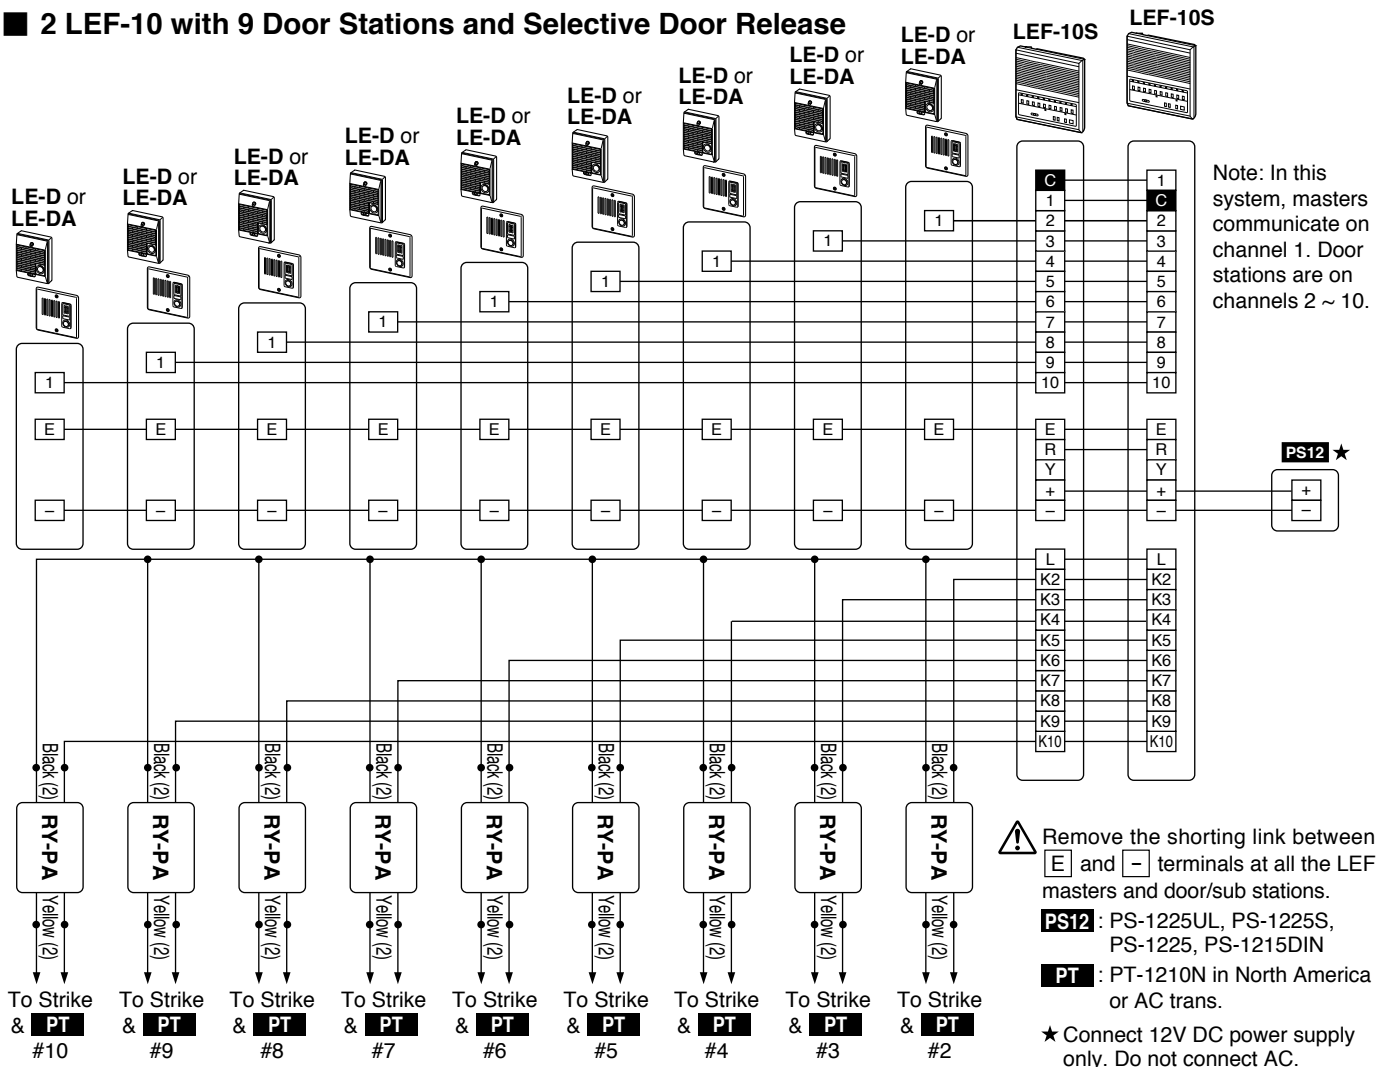 ■ 2 LEF-10 with 9 Door Stations and Selective Door Release
LEF-10S
LEF-10S
LE-D or
LE-DA
LE-D or
LE-DA
LE-D or
LE-DA
LE-D or
LE-DA
LE-D or
LE-DA
LE-D or
LE-DA
LE-D or
LE-DA
LE-D or
LE-DA
LE-D or
LE-DA
Note: In this
system, masters
communicate on
channel 1. Door
stations are on
channels 2 ~ 10.
C 1
1 C
1 2 2
1 3 3
1 4 4
1 5 5
1 6 6
1 7 7
1 8 8
1 9 9
1 10 10
E E E E E E E E E E E
R R
Y Y
+ + +
– – – – – – – – – – – –
PS12 ★
L L
K2 K2
K3 K3
K4 K4
K5 K5
K6 K6
K7 K7
K8 K8
K9 K9
K10 K10
Black (2) Black (2) Black (2) Black (2) Black (2) Black (2) Black (2) Black (2) Black (2)
RY-PA RY-PA RY-PA RY-PA RY-PA RY-PA RY-PA RY-PA RY-PA
Yellow (2) Yellow (2) Yellow (2) Yellow (2) Yellow (2) Yellow (2) Yellow (2) Yellow (2) Yellow (2)
To Strike To Strike To Strike To Strike To Strike To Strike To Strike To Strike To Strike
& PT & PT & PT & PT & PT & PT & PT & PT & PT
#10 #9 #8 #7 #6 #5 #4 #3 #2
Remove the shorting link between
E and – terminals at all the LEF
masters and door/sub stations.
PS12 : PS-1225UL, PS-1225S,
PS-1225, PS-1215DIN
PT : PT-1210N in North America
or AC trans.
★ Connect 12V DC power supply
only. Do not connect AC.